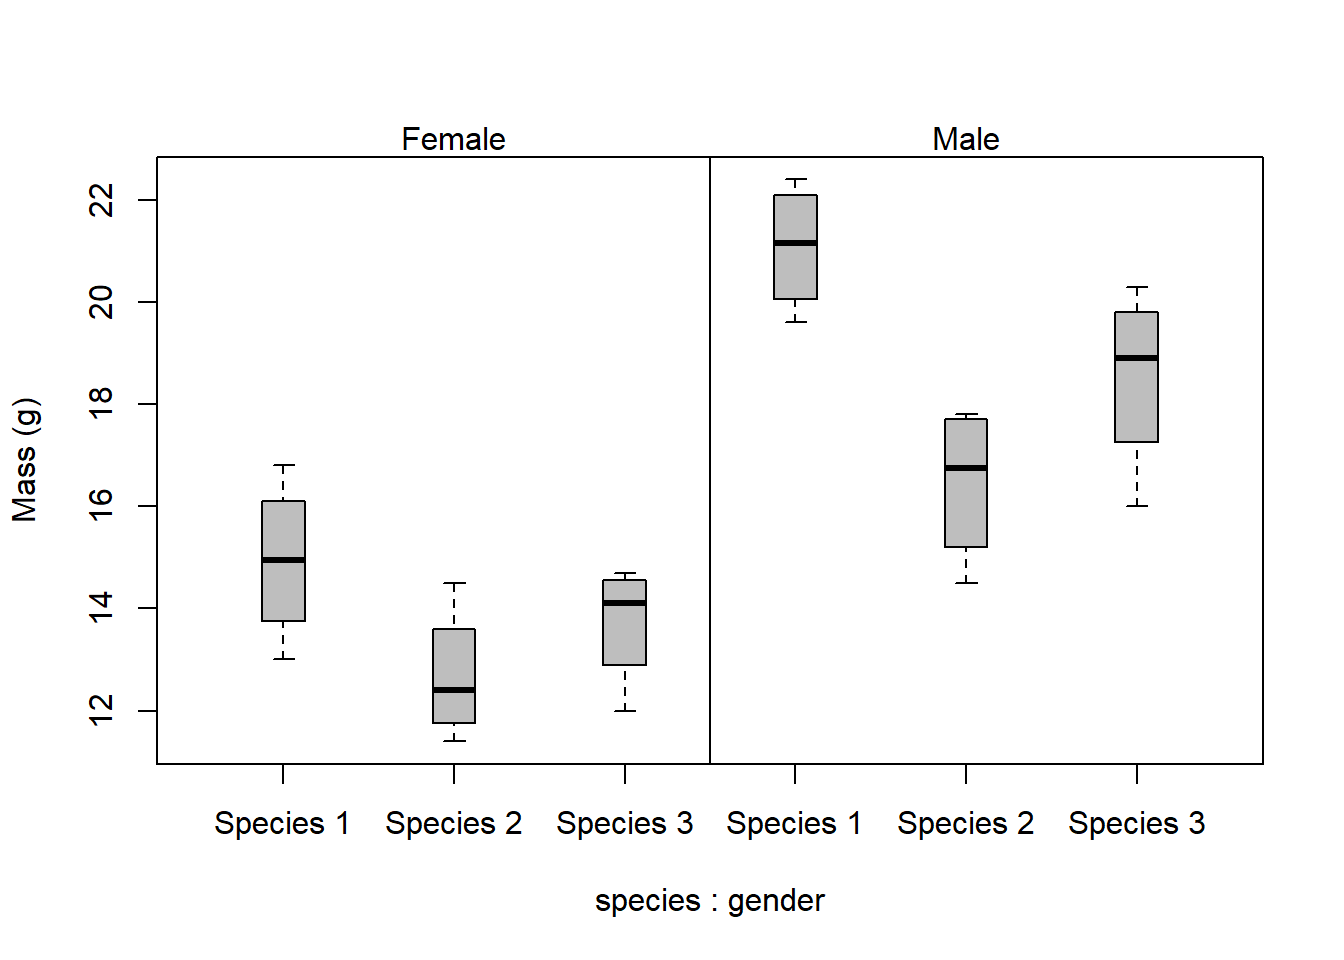 Female
Male
22
20
18
16
14
12
Mass (g)
Species 1
Species 2
Species 3
Species 1
Species 2
Species 3
species : gender